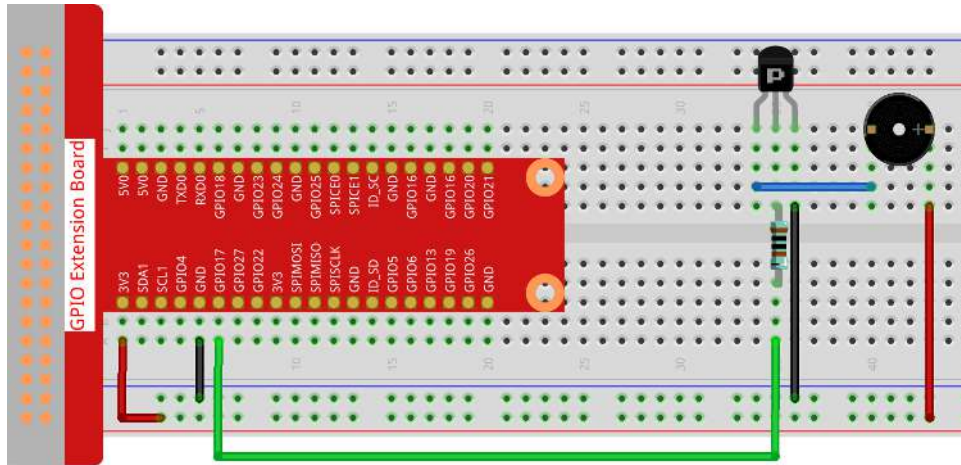 GPIO Extension Board
P
+
1
5
10
15
20
25
30
J
5V0
5V0
GND
TXD0
RXD0
GPIO18
GND
GPIO23
GPIO24
GND
GPIO25
SPICE0
SPICE1
ID_SC
GND
GPIO16
GND
GPIO16
GPIO20
GPIO21
3V3
SDA1
SCL1
GPIO4
GND
GPIO17
GPIO27
GPIO22
3V3
SPIMOSI
SPIMISO
SPISCLK
GND
ID_SD
GPIO5
GPIO6
GPIO13
GPIO19
GPIO26
GND
10
15
20
25
30
40